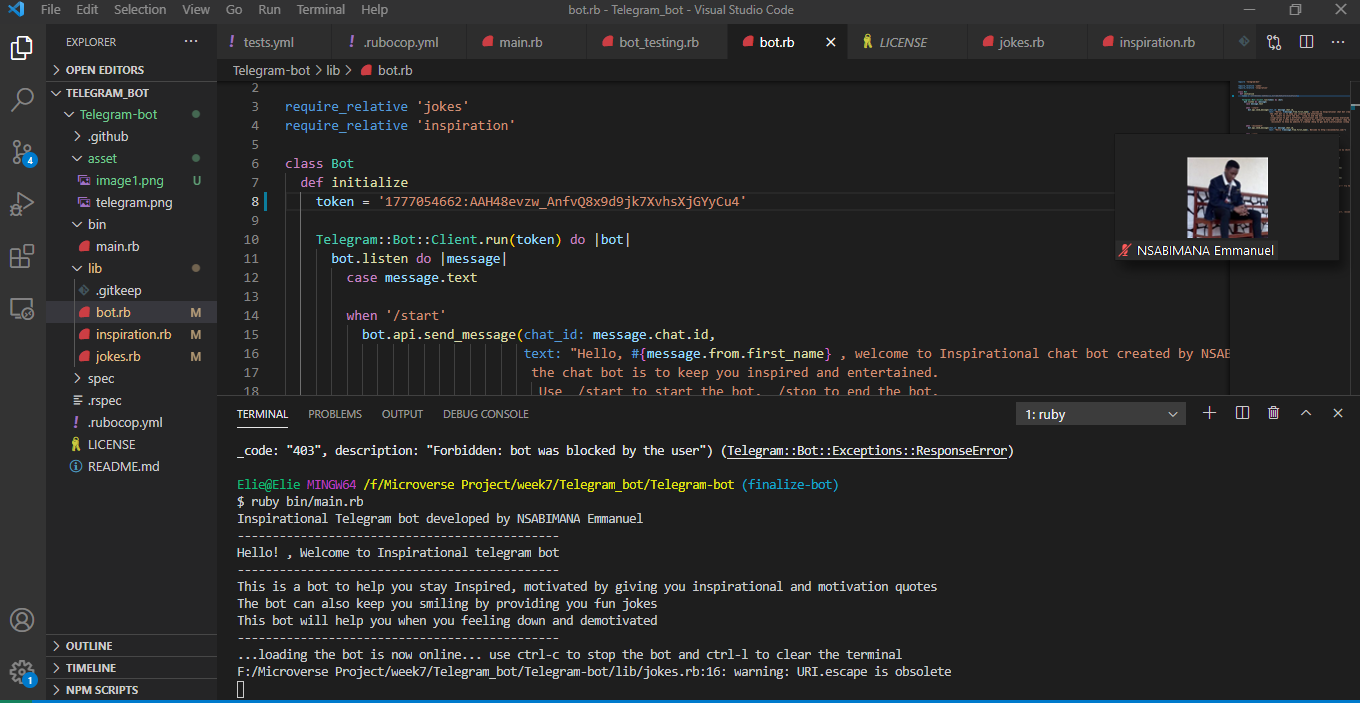 File Edit Selection View Go Run Terminal Help bot.rb - Telegram_bot - Visual Studio Code
EXPLORER ···
OPEN EDITORS
TELEGRAM_BOT
Telegram-bot
.github
asset
image1.png U
telegram.png
bin
main.rb
lib
.gitkeep
bot.rb M
inspiration.rb M
jokes.rb M
spec
.rspec
! .rubocop.yml
LICENSE
README.md
OUTLINE
TIMELINE
NPM SCRIPTS
4
1
! tests.yml ! .rubocop.yml main.rb bot_testing.rb bot.rb LICENSE jokes.rb inspiration.rb
Telegram-bot > lib > bot.rb
2
3 require_relative 'jokes'
4 require_relative 'inspiration'
5
6 class Bot
7 def initialize
8 token = '1777054662:AAH48evzw_AnfvQ8x9d9jk7XvhsXjGYyCu4'
9
10 Telegram::Bot::Client.run(token) do |bot|
11 bot.listen do |message|
12 case message.text
13
14 when '/start'
15 bot.api.send_message(chat_id: message.chat.id,
16 text: "Hello, #{message.from.first_name} , welcome to Inspirational chat bot created by NSAB
17 the chat bot is to keep you inspired and entertained.
18 Use /start to start the bot, /stop to end the bot,
NSABIMANA Emmanuel
TERMINAL PROBLEMS OUTPUT DEBUG CONSOLE 1: ruby
_code: "403", description: "Forbidden: bot was blocked by the user") (Telegram::Bot::Exceptions::ResponseError)
Elie@Elie MINGW64 /f/Microverse Project/week7/Telegram_bot/Telegram-bot (finalize-bot)
$ ruby bin/main.rb
Inspirational Telegram bot developed by NSABIMANA Emmanuel
----------------------------------------------
Hello! , Welcome to Inspirational telegram bot
----------------------------------------------
This is a bot to help you stay Inspired, motivated by giving you inspirational and motivation quotes
The bot can also keep you smiling by providing you fun jokes
This bot will help you when you feeling down and demotivated
----------------------------------------------
...loading the bot is now online... use ctrl-c to stop the bot and ctrl-l to clear the terminal
F:/Microverse Project/week7/Telegram_bot/Telegram-bot/lib/jokes.rb:16: warning: URI.escape is obsolete